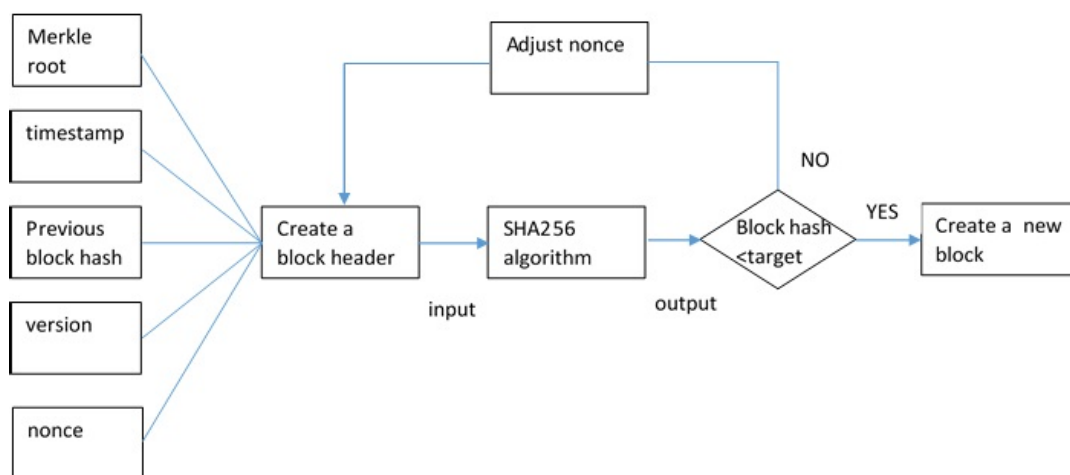 Merkle
root
timestamp
Previous
block hash
version
nonce
Create a
block header
input
SHA256
algorithm
output
Adjust nonce
Block hash
<target
NO
YES
Create a new
block